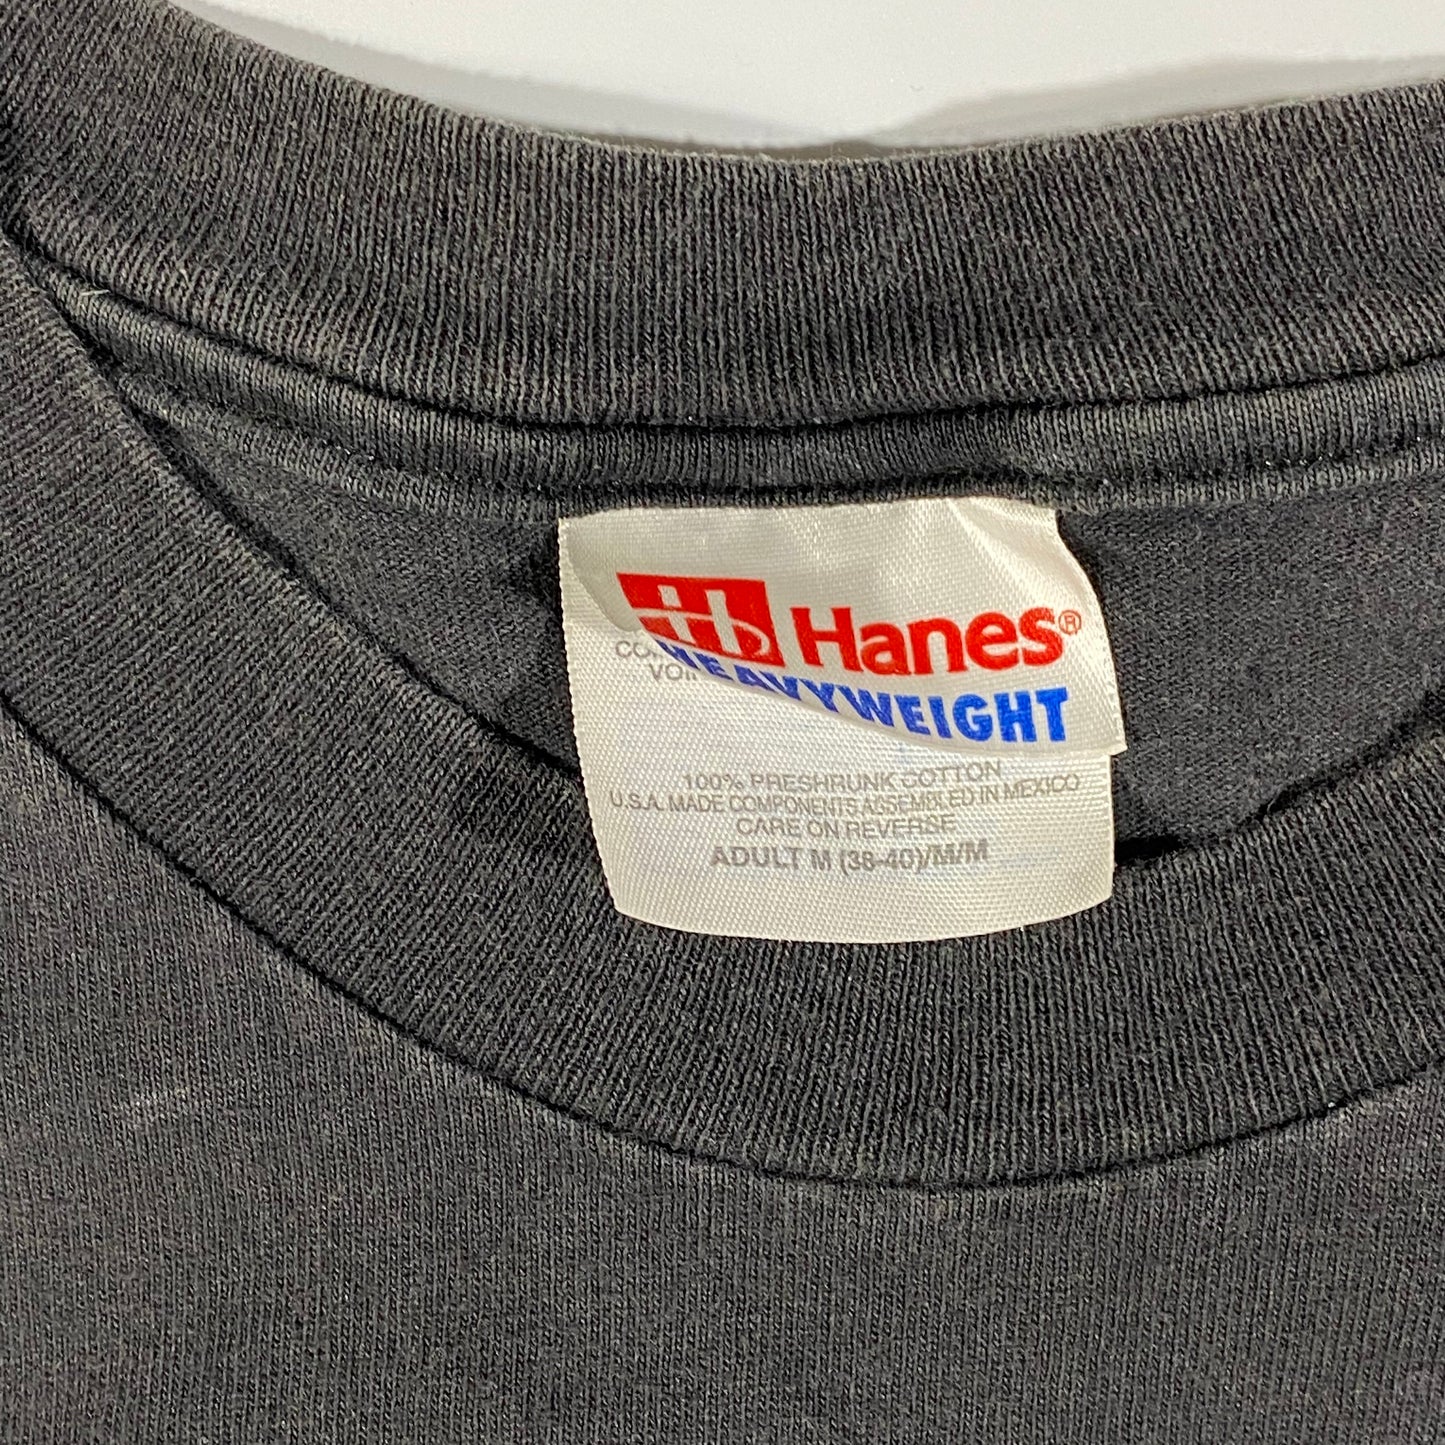 Hanes®
HEAVYWEIGHT
100% PRESHRUNK COTTON
U.S.A. MADE COMPONENTS ASSEMBLED IN MEXICO
CARE ON REVERSE
ADULT M (38-40)/M/M